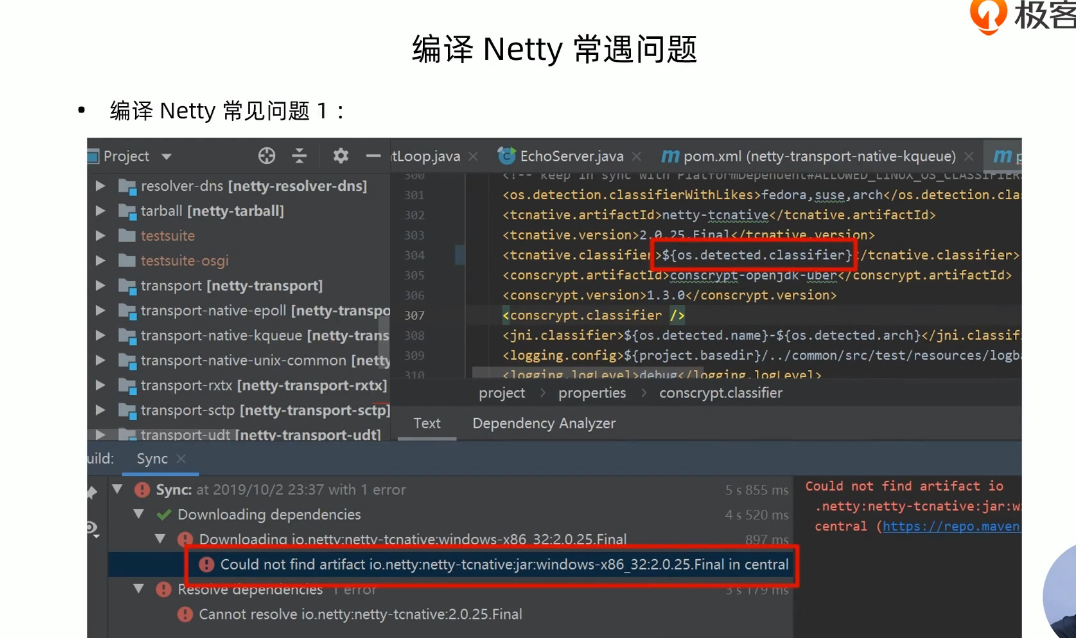 极客
编译 Netty 常遇问题
• 编译 Netty 常见问题 1：
Project
tLoop.java
EchoServer.java
pom.xml (netty-transport-native-kqueue)
resolver-dns [netty-resolver-dns]
tarball [netty-tarball]
testsuite
testsuite-osgi
transport [netty-transport]
transport-native-epoll [netty-transpo
transport-native-kqueue [netty-trans
transport-native-unix-common [netty
transport-rxtx [netty-transport-rxtx]
transport-sctp [netty-transport-sctp]
transport-udt [netty-transport-udt]
300 <!-- keep in sync with PlatformDependent#ALLOWED_LINUX_OS_CLASSIFIER
301 <os.detection.classifierWithLikes>fedora,suse,arch</os.detection.cla
302 <tcnative.artifactId>netty-tcnative</tcnative.artifactId>
303 <tcnative.version>2.0.25.Final</tcnative.version>
304 <tcnative.classifier>${os.detected.classifier}</tcnative.classifier>
305 <conscrypt.artifactId>conscrypt-openjdk-uber</conscrypt.artifactId>
306 <conscrypt.version>1.3.0</conscrypt.version>
307 <conscrypt.classifier />
308 <jni.classifier>${os.detected.name}-${os.detected.arch}</jni.classif
309 <logging.config>${project.basedir}/../common/src/test/resources/logba
310 <logging.logLevel>debug</logging.logLevel>
project > properties > conscrypt.classifier
Text
Dependency Analyzer
uild:
Sync
Sync: at 2019/10/2 23:37 with 1 error 5 s 855 ms
Downloading dependencies 4 s 520 ms
Downloading io.netty:netty-tcnative:windows-x86_32:2.0.25.Final 897 ms
Could not find artifact io.netty:netty-tcnative:jar:windows-x86_32:2.0.25.Final in central
Resolve dependencies 1 error 3 s 179 ms
Cannot resolve io.netty:netty-tcnative:2.0.25.Final
Could not find artifact io
.netty:netty-tcnative:jar:w
central (https://repo.maven